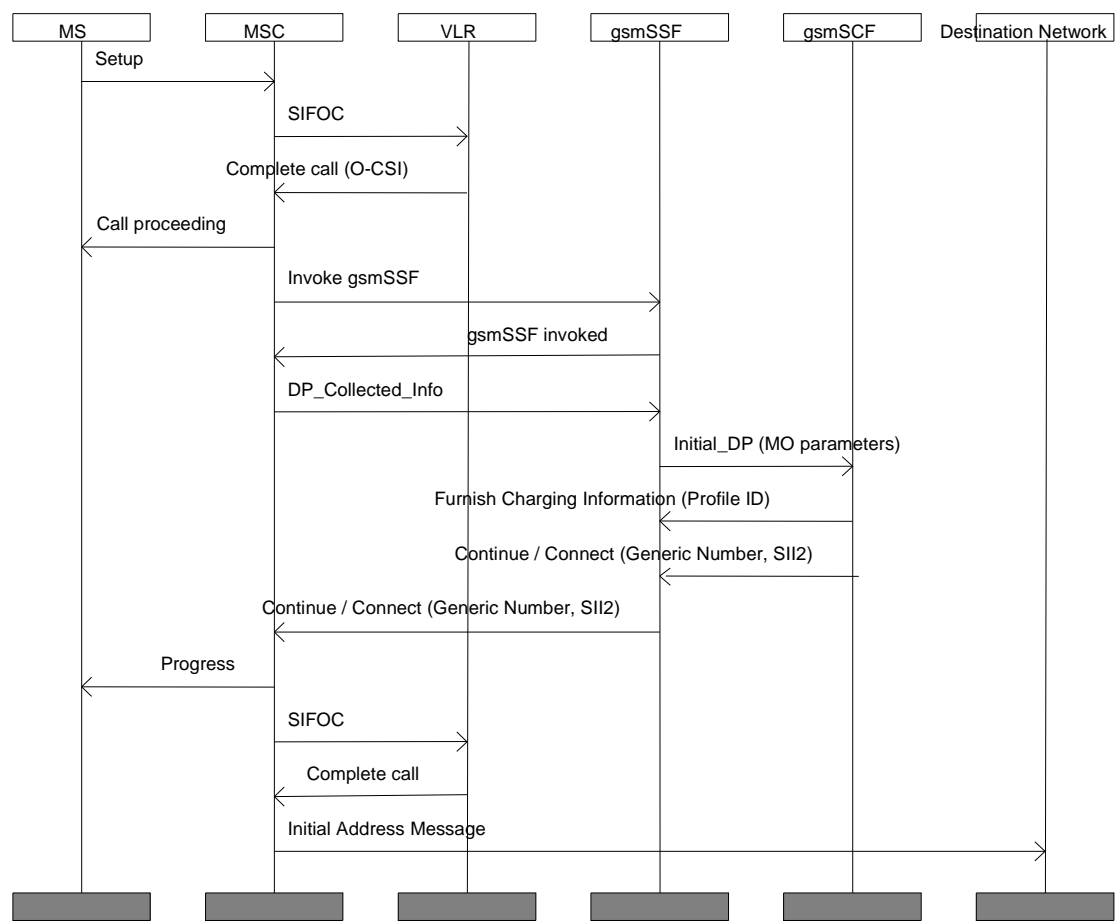 MS MSC VLR gsmSSF gsmSCF Destination Network
Setup
SIFOC
Complete call (O-CSI)
Call proceeding
Invoke gsmSSF
gsmSSF invoked
DP_Collected_Info
Initial_DP (MO parameters)
Furnish Charging Information (Profile ID)
Continue / Connect (Generic Number, SII2)
Continue / Connect (Generic Number, SII2)
Progress
SIFOC
Complete call
Initial Address Message